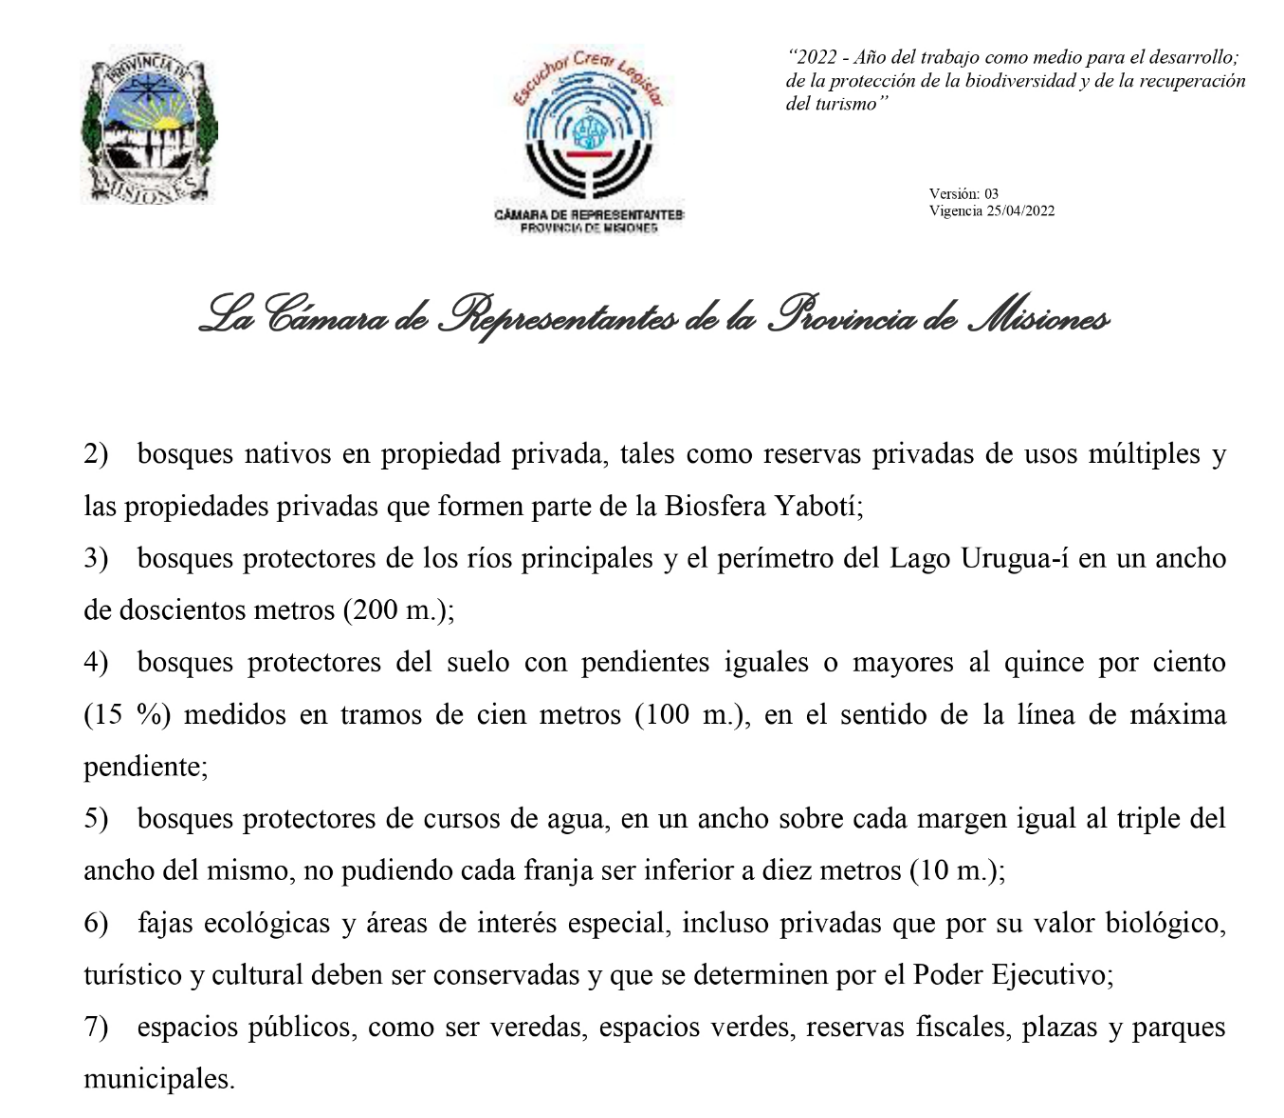 PROVINCIA DE
MISIONES
Escuchar Crear Legislar
CÁMARA DE REPRESENTANTES
PROVINCIA DE MISIONES
“2022 - Año del trabajo como medio para el desarrollo;
de la protección de la biodiversidad y de la recuperación
del turismo”
Versión: 03
Vigencia 25/04/2022
La Cámara de Representantes de la Provincia de Misiones
2) bosques nativos en propiedad privada, tales como reservas privadas de usos múltiples y
las propiedades privadas que formen parte de la Biosfera Yabotí;
3) bosques protectores de los ríos principales y el perímetro del Lago Urugua-í en un ancho
de doscientos metros (200 m.);
4) bosques protectores del suelo con pendientes iguales o mayores al quince por ciento
(15 %) medidos en tramos de cien metros (100 m.), en el sentido de la línea de máxima
pendiente;
5) bosques protectores de cursos de agua, en un ancho sobre cada margen igual al triple del
ancho del mismo, no pudiendo cada franja ser inferior a diez metros (10 m.);
6) fajas ecológicas y áreas de interés especial, incluso privadas que por su valor biológico,
turístico y cultural deben ser conservadas y que se determinen por el Poder Ejecutivo;
7) espacios públicos, como ser veredas, espacios verdes, reservas fiscales, plazas y parques
municipales.